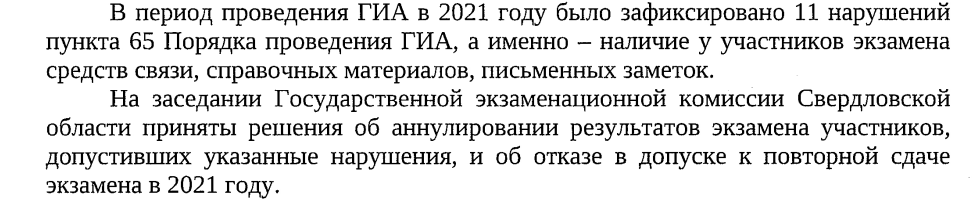 В период проведения ГИА в 2021 году было зафиксировано 11 нарушений
пункта 65 Порядка проведения ГИА, а именно – наличие у участников экзамена
средств связи, справочных материалов, письменных заметок.
На заседании Государственной экзаменационной комиссии Свердловской
области приняты решения об аннулировании результатов экзамена участников,
допустивших указанные нарушения, и об отказе в допуске к повторной сдаче
экзамена в 2021 году.